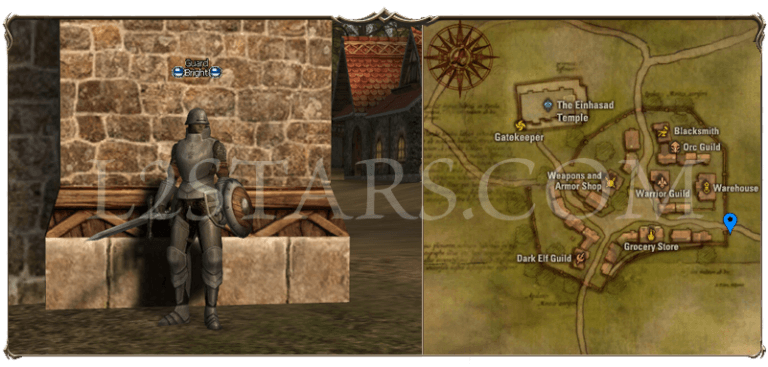 Guard
Bright
L2STARS.COM
The Einhasad
Temple
Gatekeeper
Blacksmith
Orc Guild
Weapons and
Armor Shop
Warrior Guild
Warehouse
Grocery Store
Dark Elf Guild